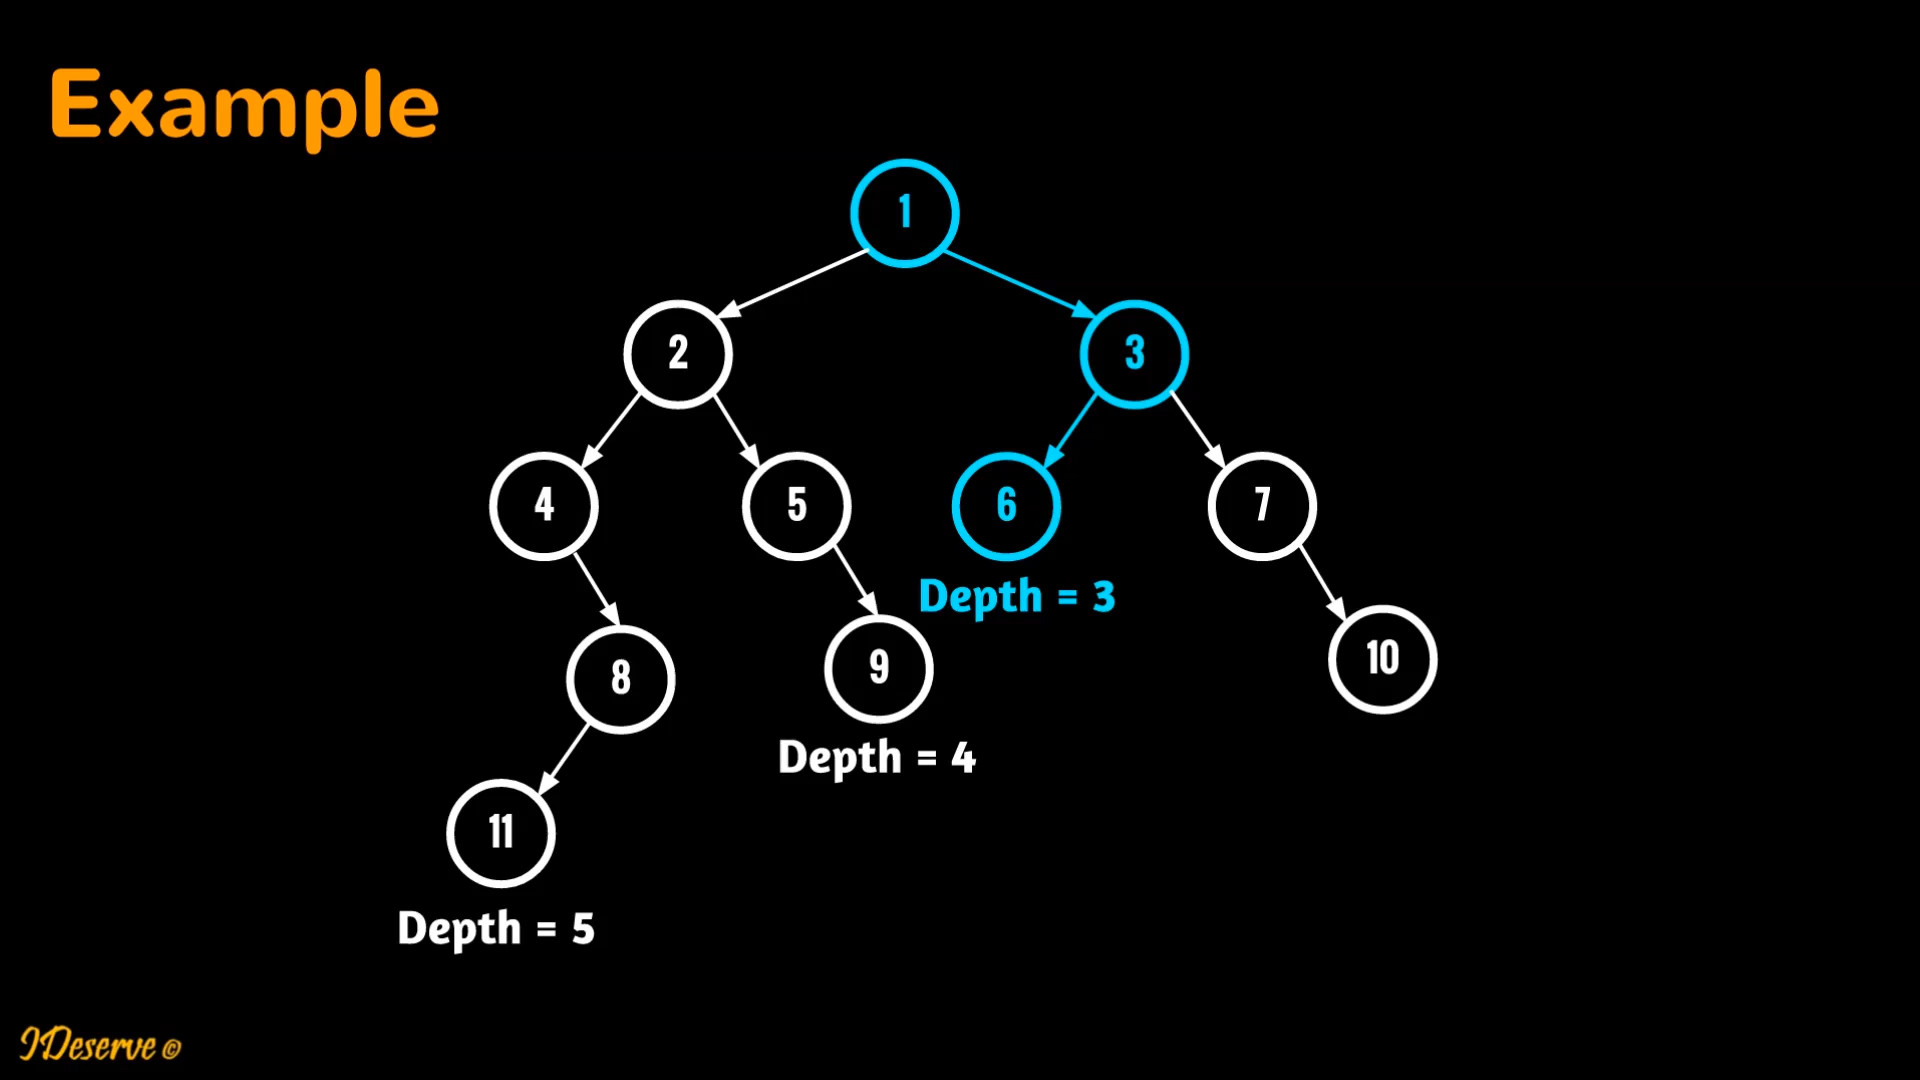 Example
1
2
3
4
5
6
7
Depth = 3
8
9
10
Depth = 4
11
Depth = 5
IDeserve ©